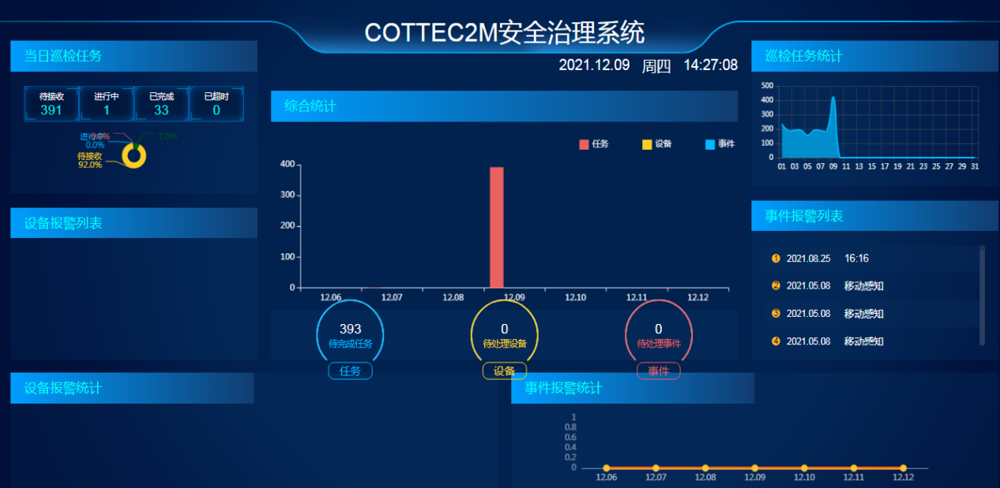 COTTEC2M安全治理系统
2021.12.09 周四 14:27:08
当日巡检任务
待接收 进行中 已完成 已超时
391 1 33 0
7.0%
0.0%
待接收
92.0%
设备报警列表
综合统计
任务 设备 事件
400
300
200
100
0
12.06 12.07 12.08 12.09 12.10 12.11 12.12
393 0 0
待完成任务 待处理设备 待处理事件
任务 设备 事件
巡检任务统计
500
400
300
200
100
0
01 03 05 07 09 11 13 15 17 19 21 23 25 27 29 31
事件报警列表
1 2021.08.25 16:16
2 2021.05.08 移动感知
3 2021.05.08 移动感知
4 2021.05.08 移动感知
设备报警统计
事件报警统计
1
0.8
0.6
0.4
0.2
0
12.06 12.07 12.08 12.09 12.10 12.11 12.12